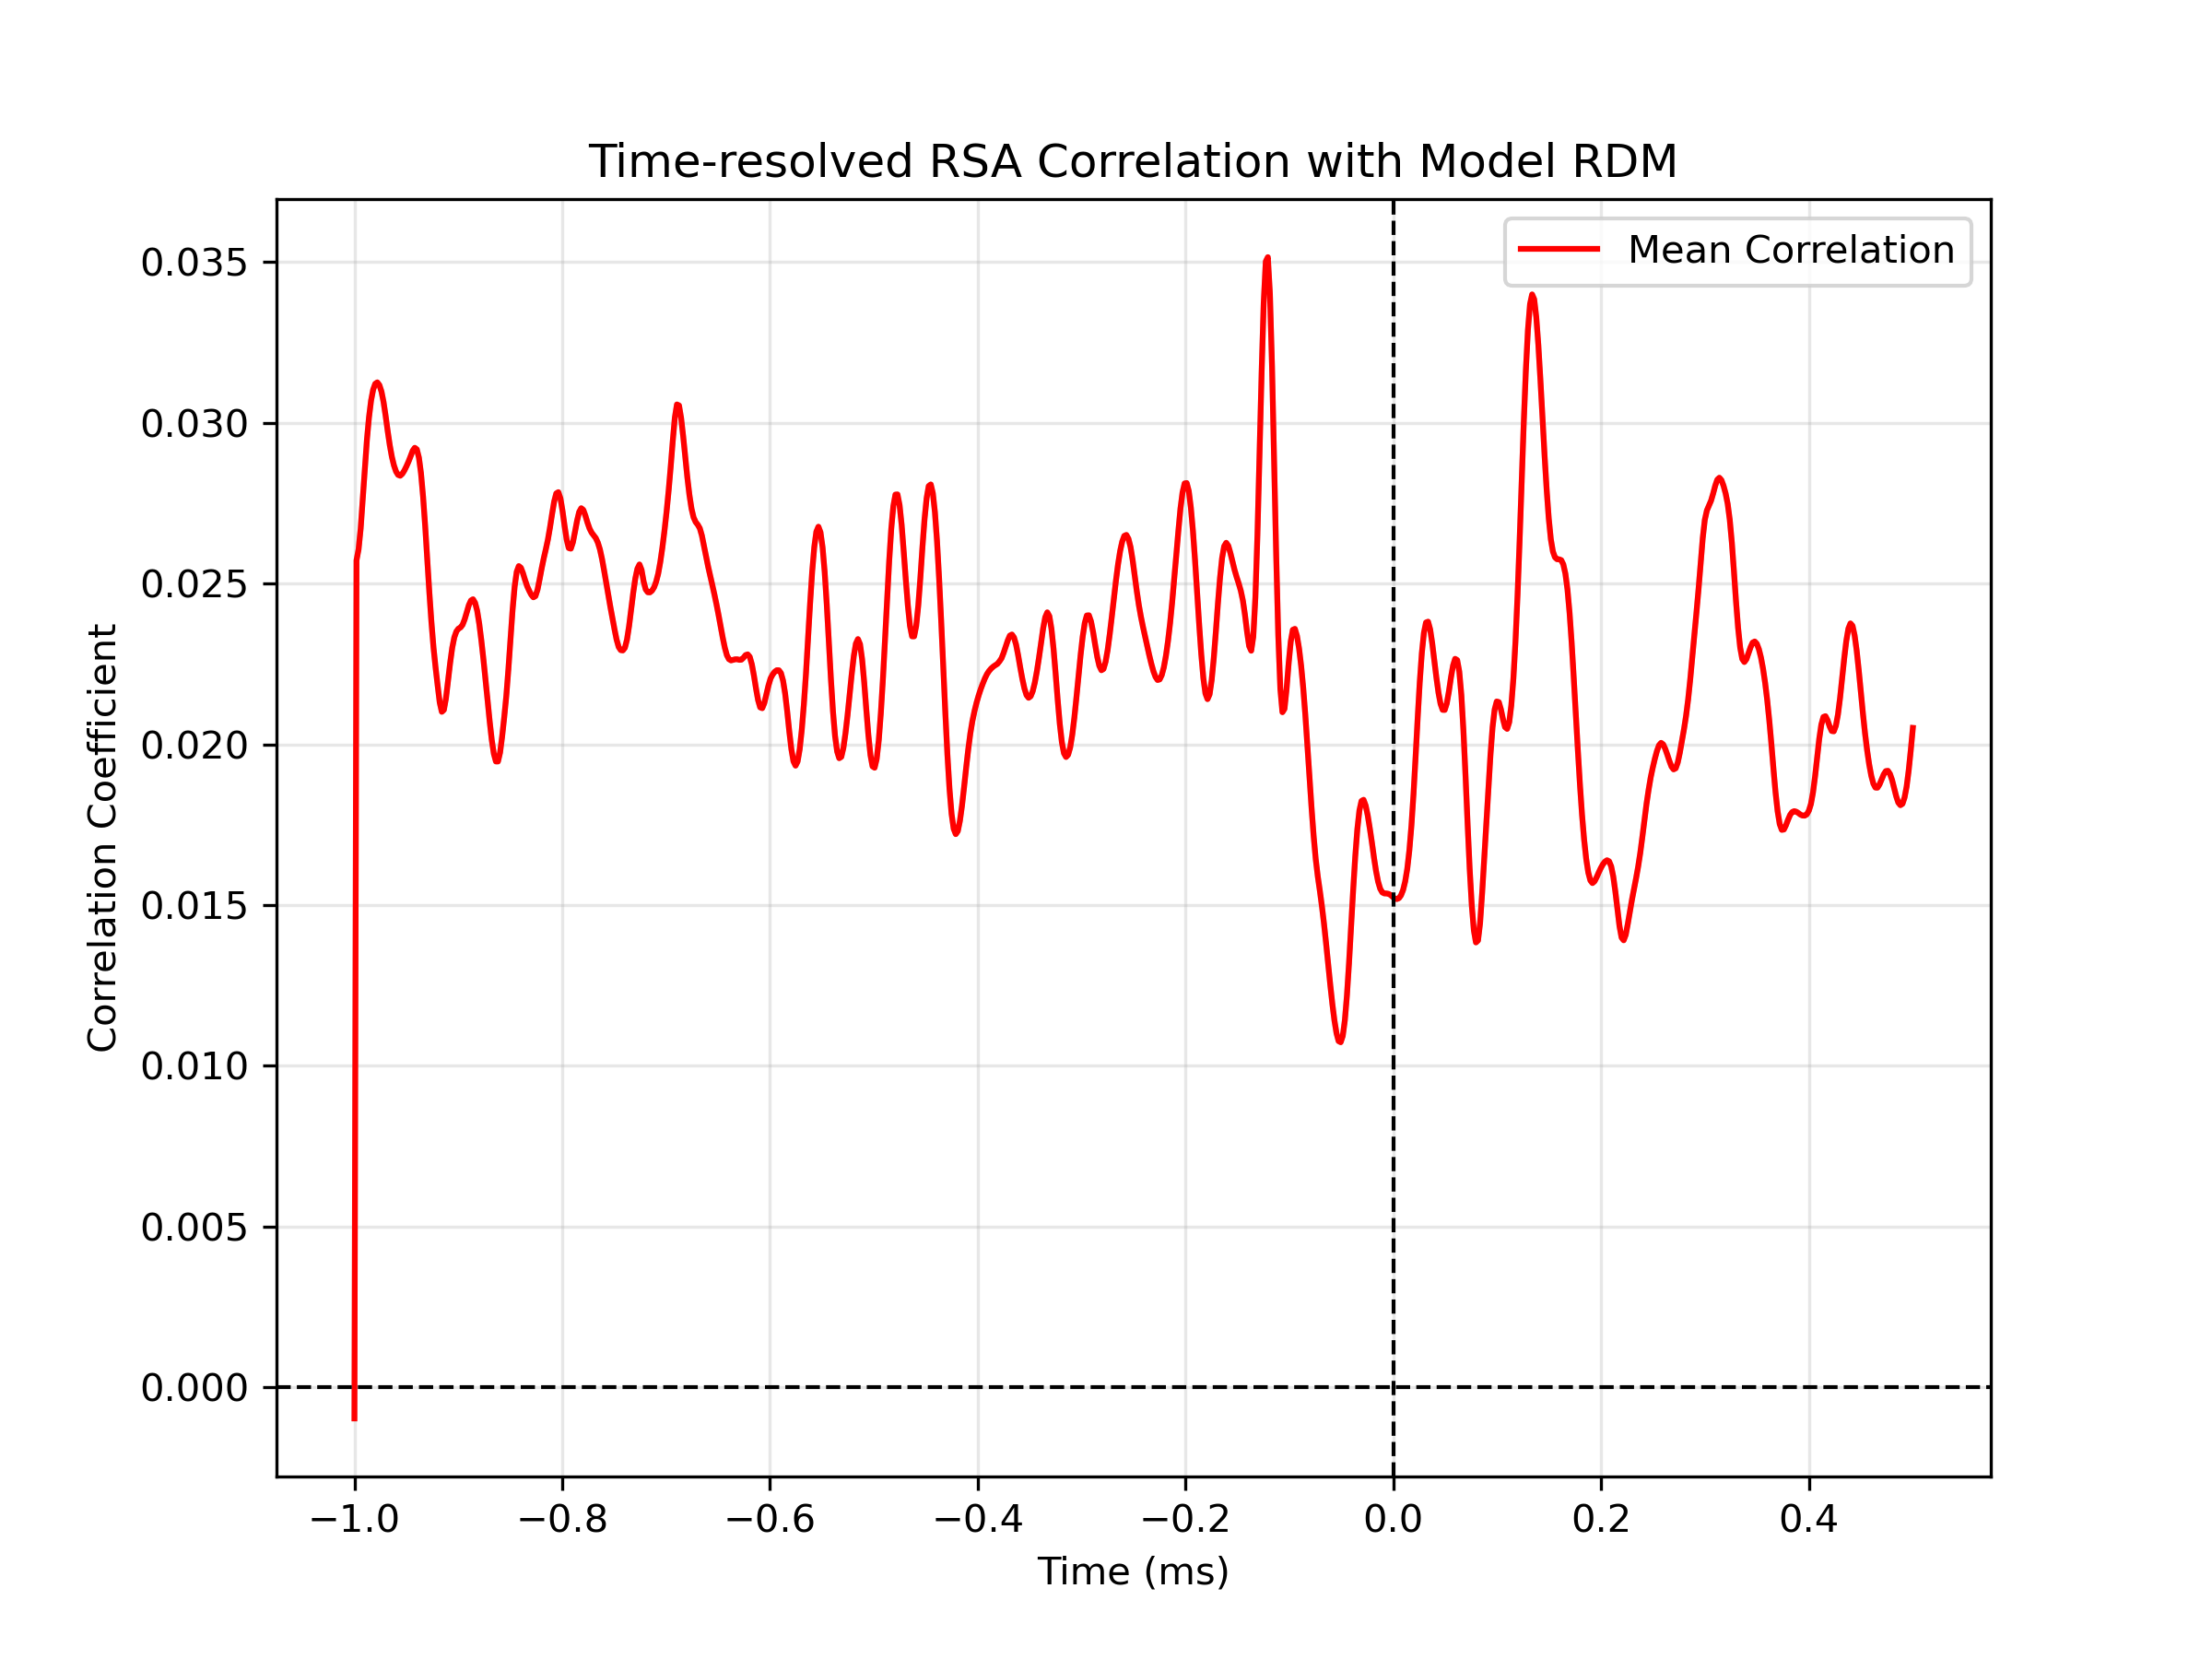 Time-resolved RSA Correlation with Model RDM
Mean Correlation
Correlation Coefficient
0.035
0.030
0.025
0.020
0.015
0.010
0.005
0.000
−1.0 −0.8 −0.6 −0.4 −0.2 0.0 0.2 0.4
Time (ms)